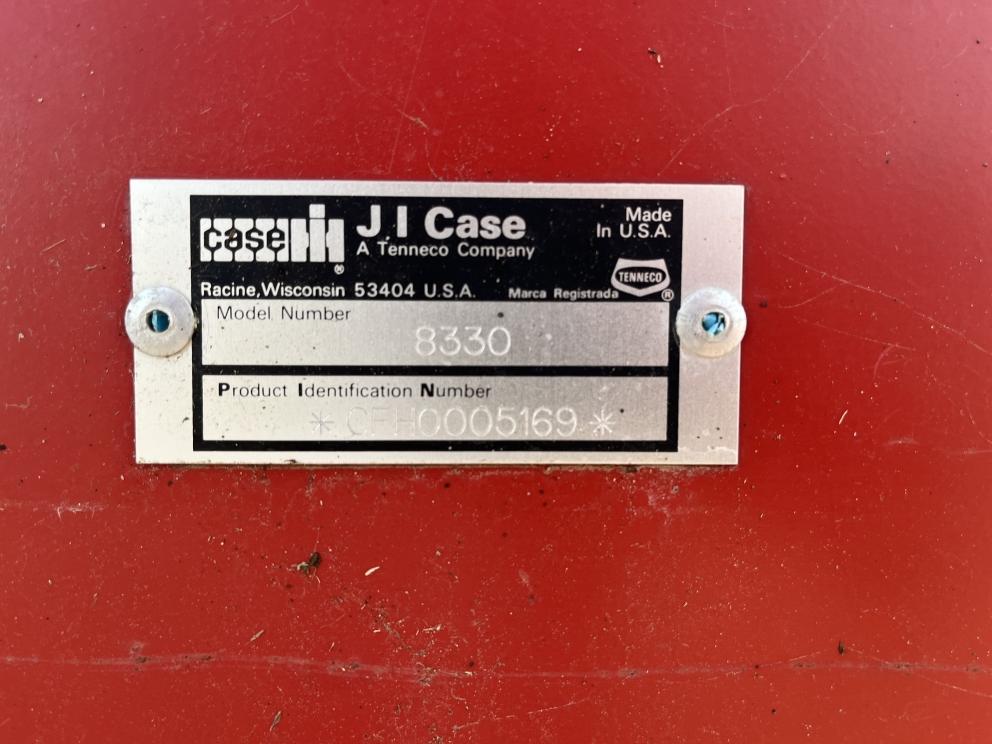 case IH ®
J I Case
A Tenneco Company
Made
In U.S.A.
TENNECO
®
Racine, Wisconsin 53404 U.S.A. Marca Registrada
Model Number
8330
Product Identification Number
* CFH0005169 *